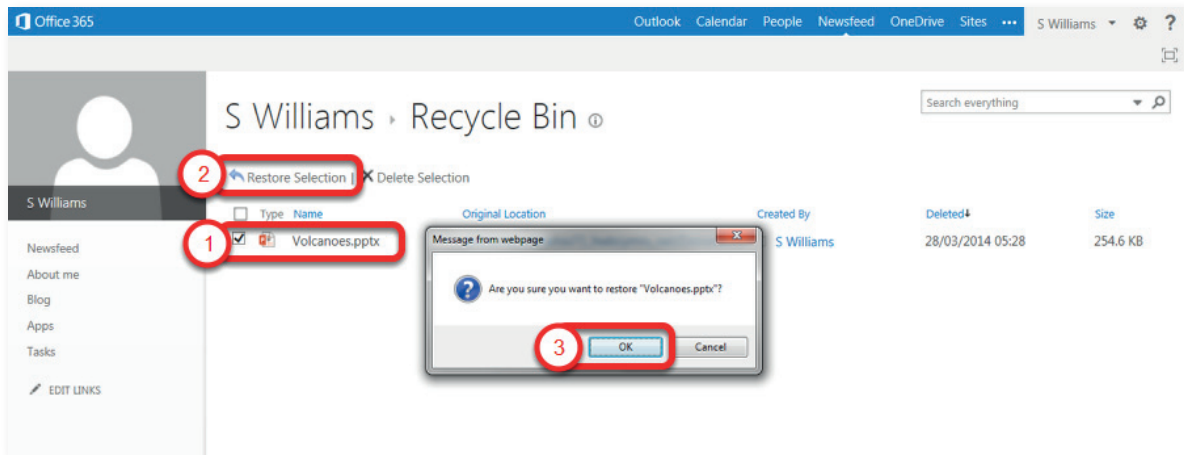 Office 365 Outlook Calendar People Newsfeed OneDrive Sites ••• S Williams ?
S Williams ▸ Recycle Bin
Search everything
2 Restore Selection | Delete Selection
S Williams
Type Name Original Location Created By Deleted↓ Size
1 Volcanoes.pptx S Williams 28/03/2014 05:28 254.6 KB
Message from webpage
Are you sure you want to restore "Volcanoes.pptx"?
3 OK Cancel
Newsfeed
About me
Blog
Apps
Tasks
EDIT LINKS